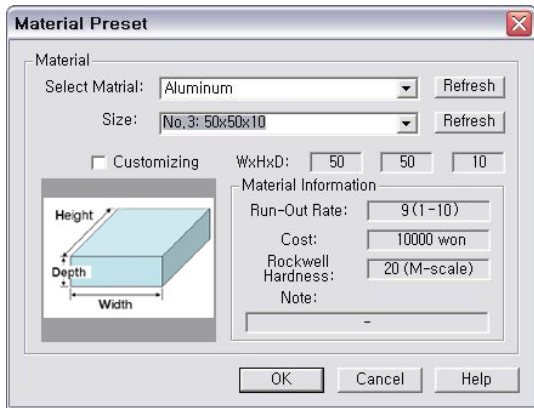 Material Preset
Material
Select Matrial: Aluminum Refresh
Size: No.3: 50x50x10 Refresh
Customizing WxHxD: 50 50 10
Material Information
Height
Depth
Width
Run-Out Rate: 9(1-10)
Cost: 10000 won
Rockwell Hardness: 20 (M-scale)
Note:
-
OK Cancel Help